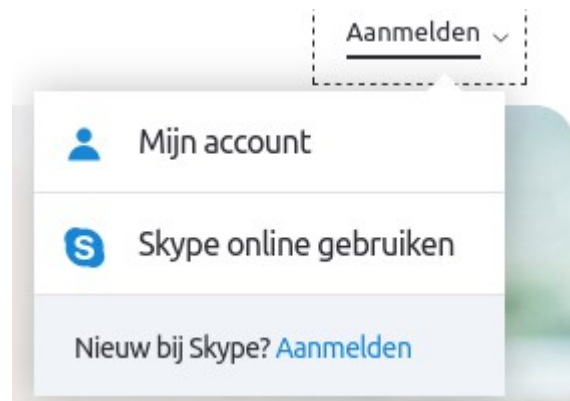 Aanmelden
Mijn account
Skype online gebruiken
Nieuw bij Skype? Aanmelden